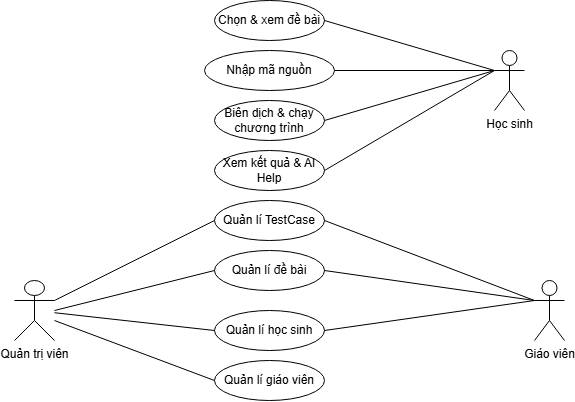 Chọn & xem đề bài
Nhập mã nguồn
Biên dịch & chạy
chương trình
Học sinh
Xem kết quả & AI
Help
Quản lí TestCase
Quản lí đề bài
Quản lí học sinh
Quản trị viên
Giáo viên
Quản lí giáo viên